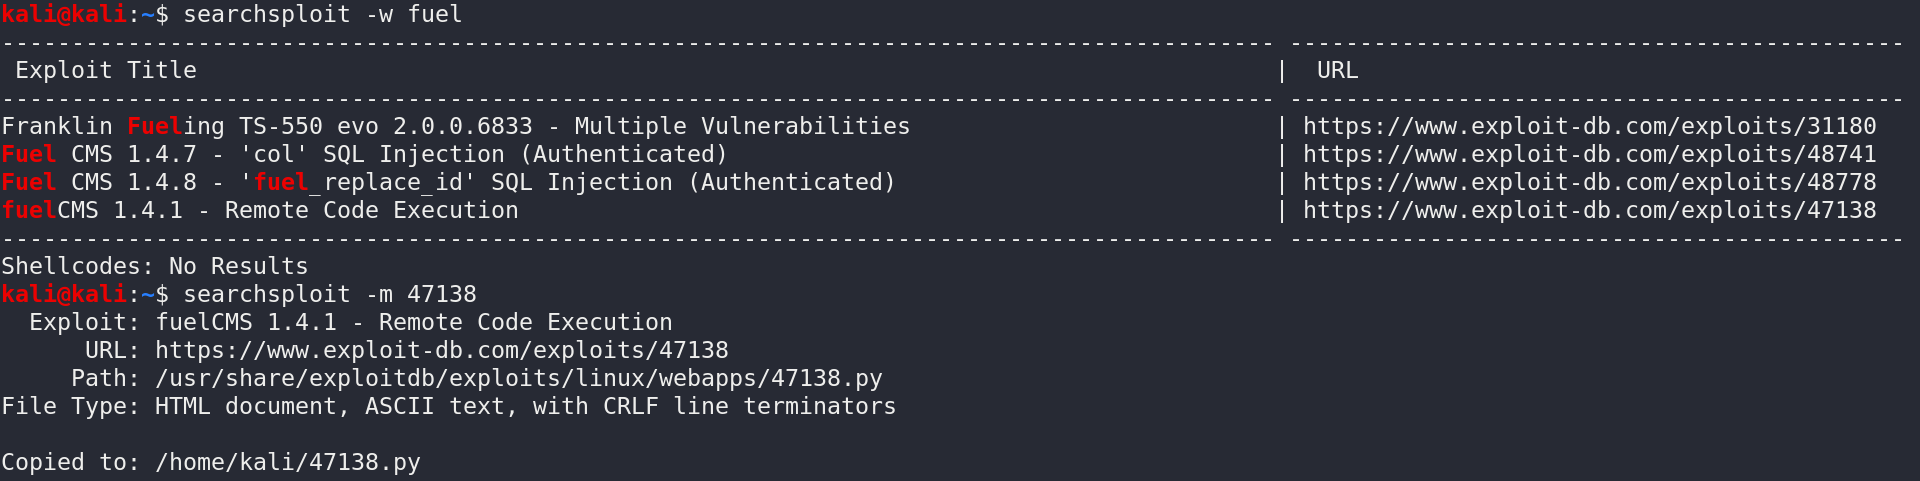 kali@kali:~$ searchsploit -w fuel
------------------------------------------------------------------------------------------- --------------------------------------------
 Exploit Title                                                                             |  URL
------------------------------------------------------------------------------------------- --------------------------------------------
Franklin Fueling TS-550 evo 2.0.0.6833 - Multiple Vulnerabilities                          | https://www.exploit-db.com/exploits/31180
Fuel CMS 1.4.7 - 'col' SQL Injection (Authenticated)                                       | https://www.exploit-db.com/exploits/48741
Fuel CMS 1.4.8 - 'fuel_replace_id' SQL Injection (Authenticated)                           | https://www.exploit-db.com/exploits/48778
fuelCMS 1.4.1 - Remote Code Execution                                                      | https://www.exploit-db.com/exploits/47138
------------------------------------------------------------------------------------------- --------------------------------------------
Shellcodes: No Results
kali@kali:~$ searchsploit -m 47138
  Exploit: fuelCMS 1.4.1 - Remote Code Execution
      URL: https://www.exploit-db.com/exploits/47138
     Path: /usr/share/exploitdb/exploits/linux/webapps/47138.py
File Type: HTML document, ASCII text, with CRLF line terminators

Copied to: /home/kali/47138.py